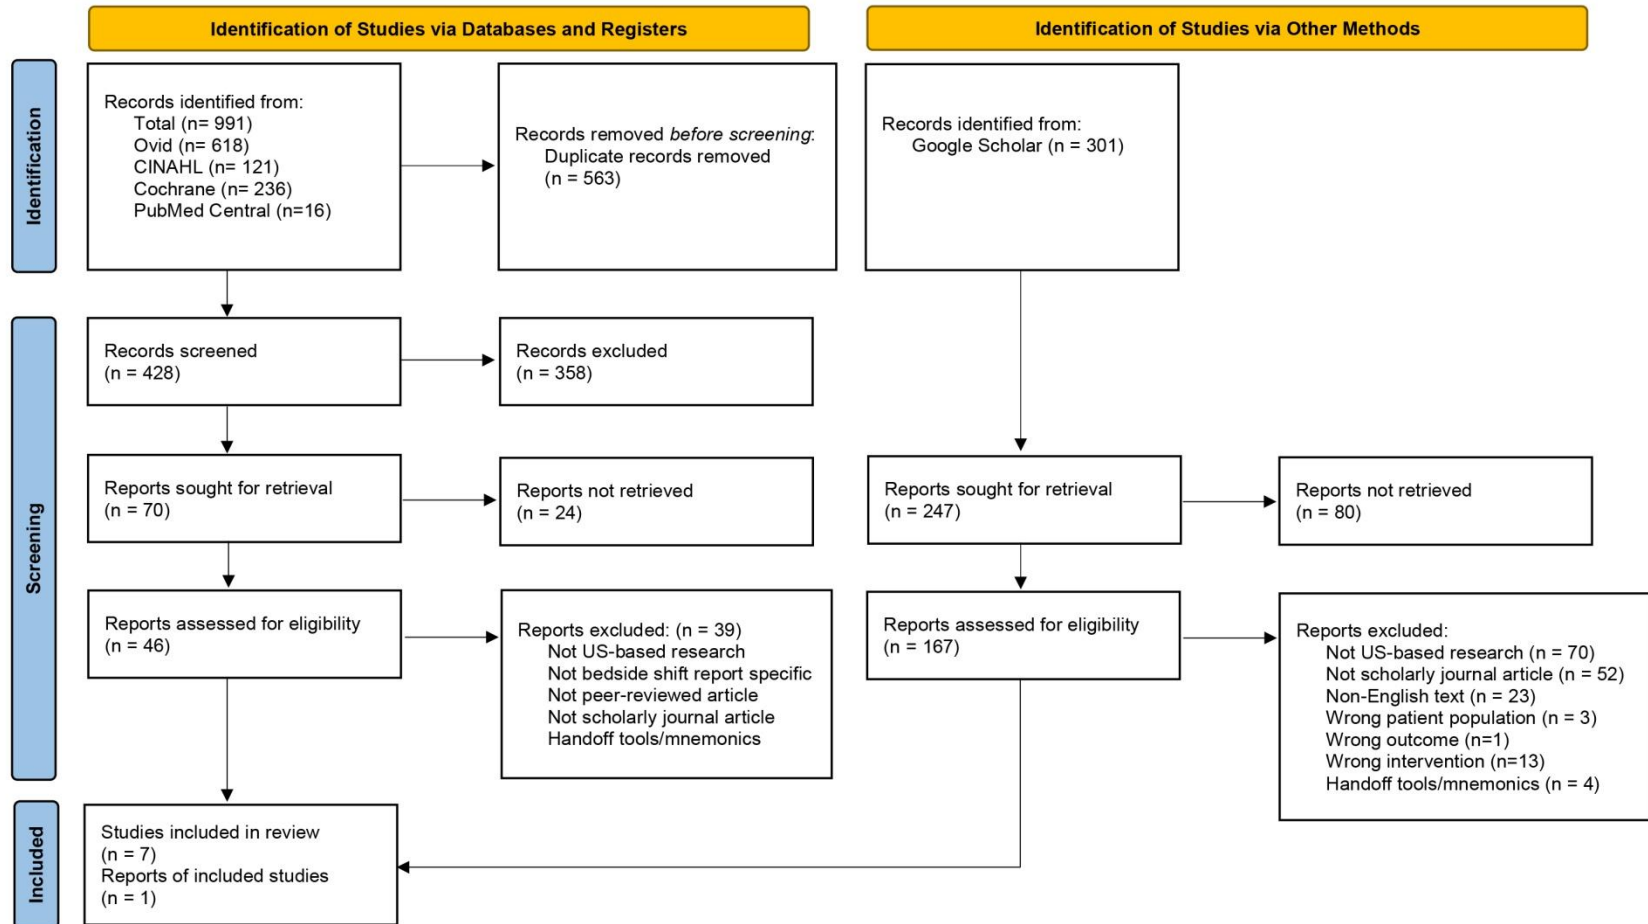 Identification of Studies via Databases and Registers
Identification of Studies via Other Methods
Identification
Records identified from:
Total (n= 991)
Ovid (n= 618)
CINAHL (n= 121)
Cochrane (n= 236)
PubMed Central (n=16)
Records removed before screening:
Duplicate records removed
(n = 563)
Records identified from:
Google Scholar (n = 301)
Screening
Records screened
(n = 428)
Records excluded
(n = 358)
Reports sought for retrieval
(n = 70)
Reports not retrieved
(n = 24)
Reports sought for retrieval
(n = 247)
Reports not retrieved
(n = 80)
Reports assessed for eligibility
(n = 46)
Reports excluded: (n = 39)
Not US-based research
Not bedside shift report specific
Not peer-reviewed article
Not scholarly journal article
Handoff tools/mnemonics
Reports assessed for eligibility
(n = 167)
Reports excluded:
Not US-based research (n = 70)
Not scholarly journal article (n = 52)
Non-English text (n = 23)
Wrong patient population (n = 3)
Wrong outcome (n=1)
Wrong intervention (n=13)
Handoff tools/mnemonics (n = 4)
Included
Studies included in review
(n = 7)
Reports of included studies
(n = 1)